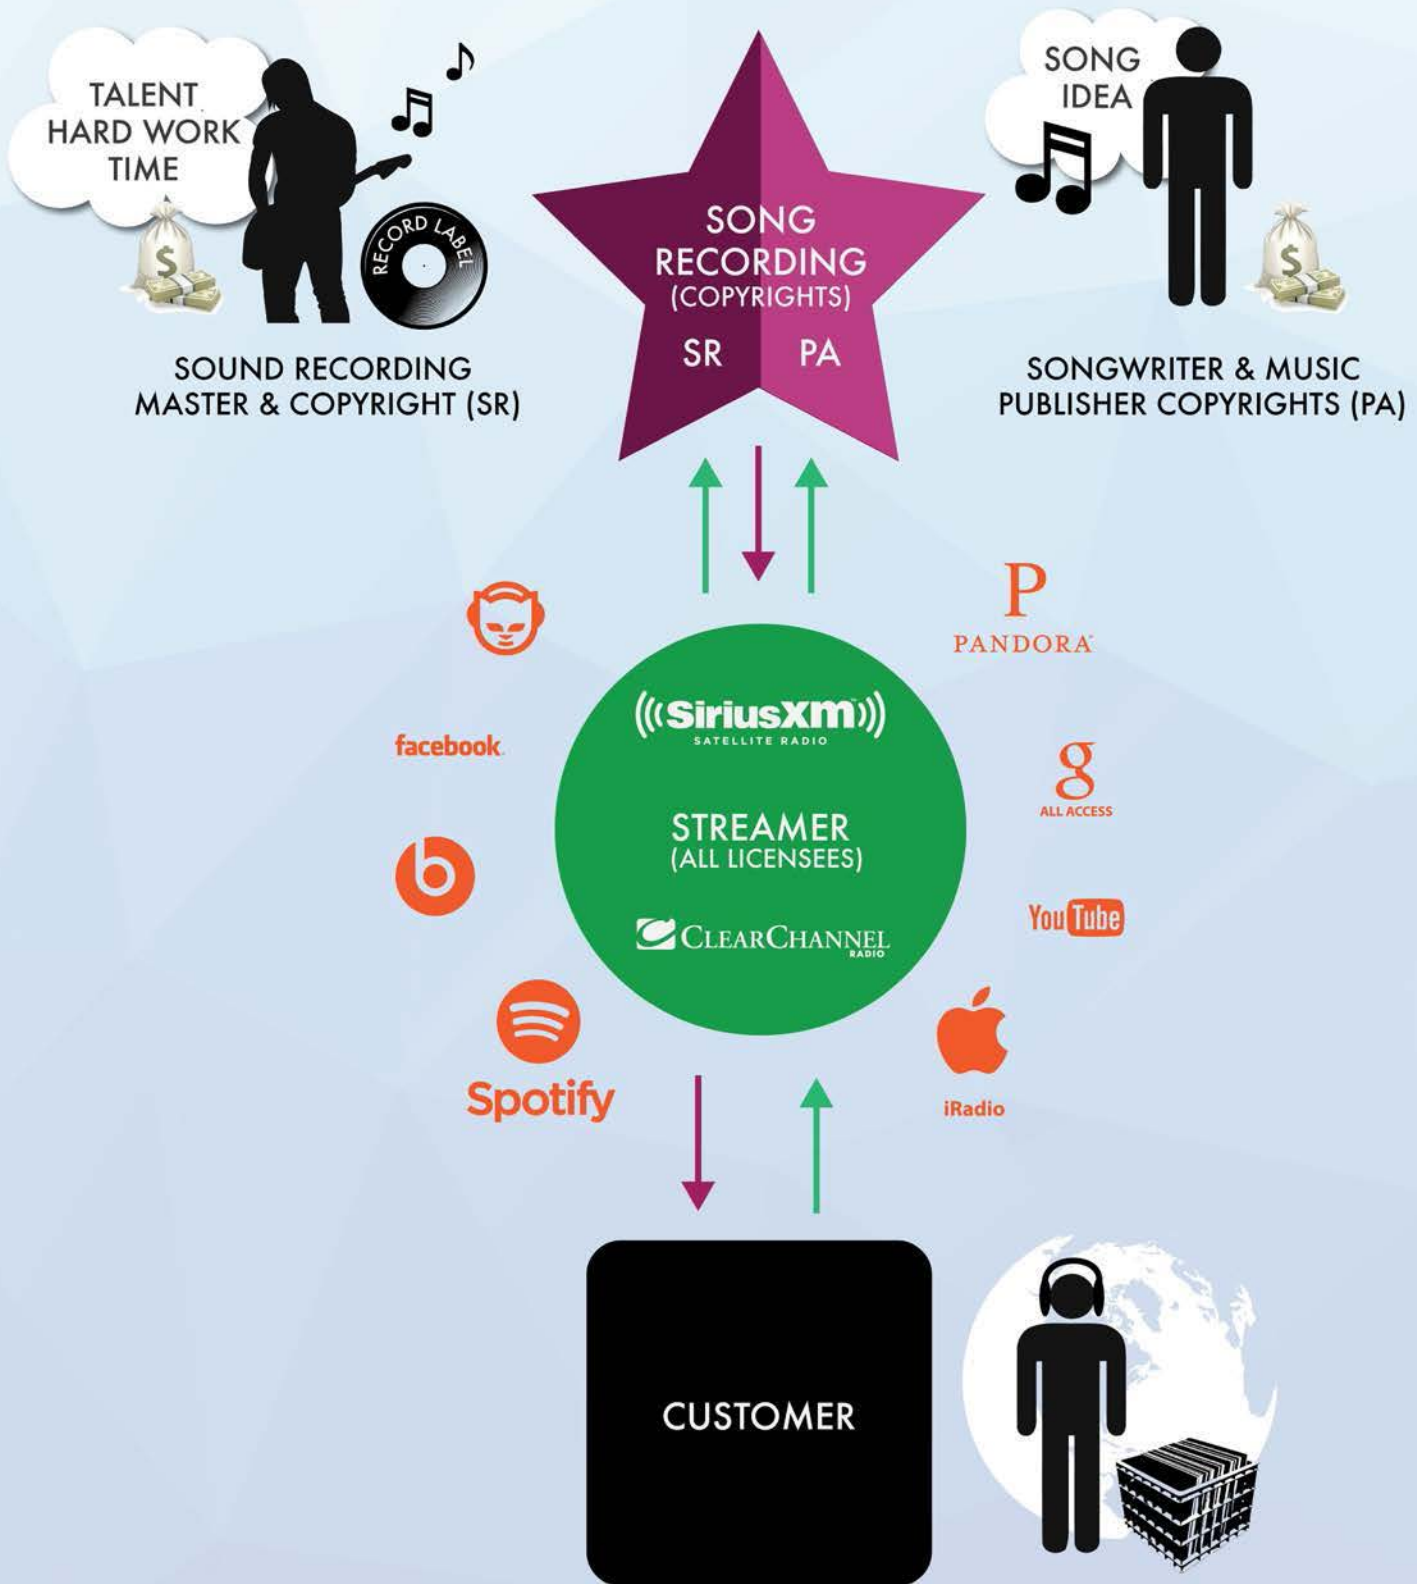 TALENT
HARD WORK
TIME
$
RECORD LABEL
SOUND RECORDING
MASTER & COPYRIGHT (SR)
SONG
RECORDING
(COPYRIGHTS)
SR PA
SONG
IDEA
$
SONGWRITER & MUSIC
PUBLISHER COPYRIGHTS (PA)
P
PANDORA
facebook
b
Spotify
SiriusXM
SATELLITE RADIO
STREAMER
(ALL LICENSEES)
CLEARCHANNEL
RADIO
g
ALL ACCESS
YouTube
iRadio
CUSTOMER